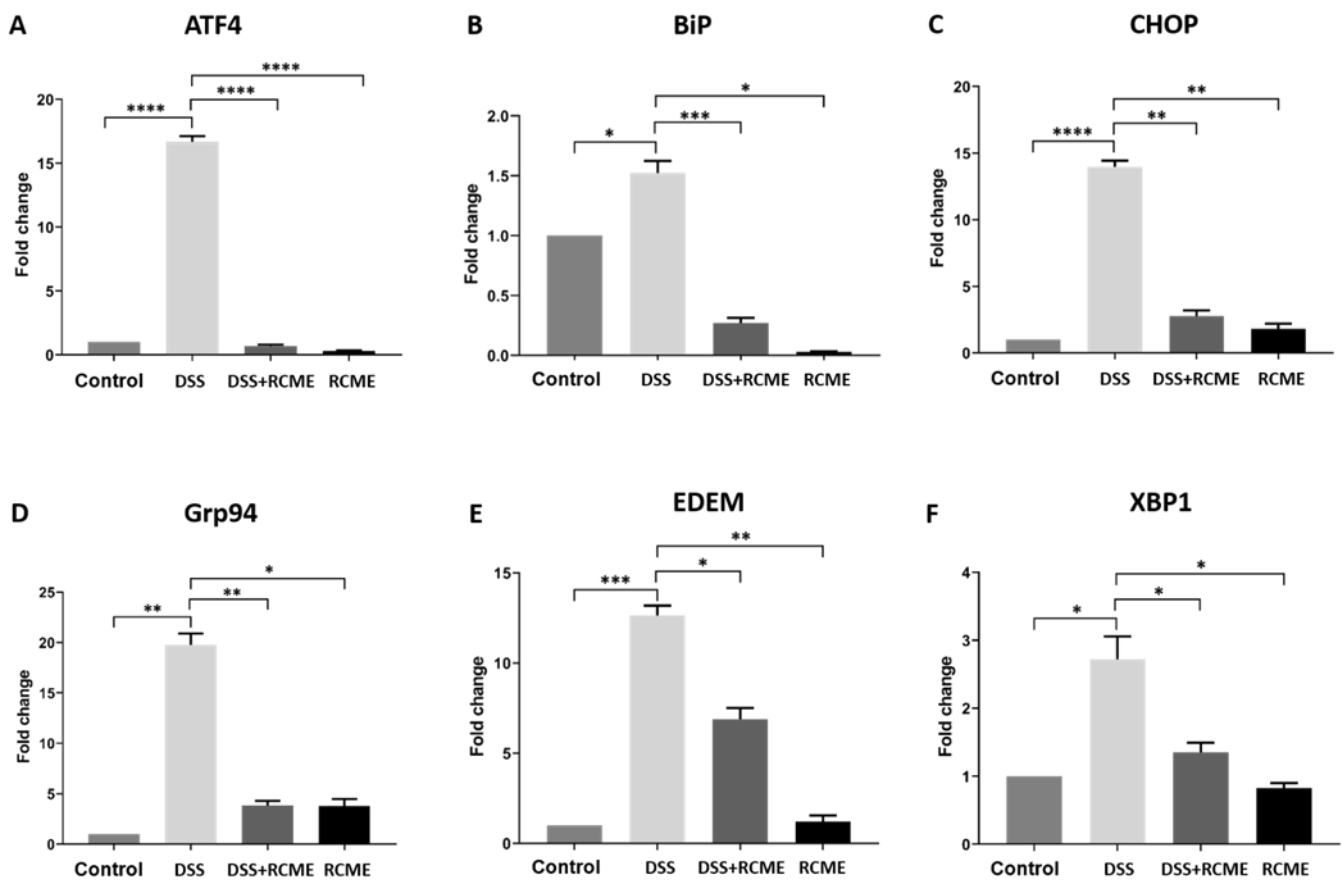 A ATF4
****
****
****
Fold change
20
15
10
5
0
Control DSS DSS+RCME RCME
B BiP
*
***
*
Fold change
2.0
1.5
1.0
0.5
0.0
Control DSS DSS+RCME RCME
C CHOP
**
**
****
Fold change
20
15
10
5
0
Control DSS DSS+RCME RCME
D Grp94
*
**
**
Fold change
25
20
15
10
5
0
Control DSS DSS+RCME RCME
E EDEM
**
*
***
Fold change
15
10
5
0
Control DSS DSS+RCME RCME
F XBP1
*
*
*
Fold change
4
3
2
1
0
Control DSS DSS+RCME RCME